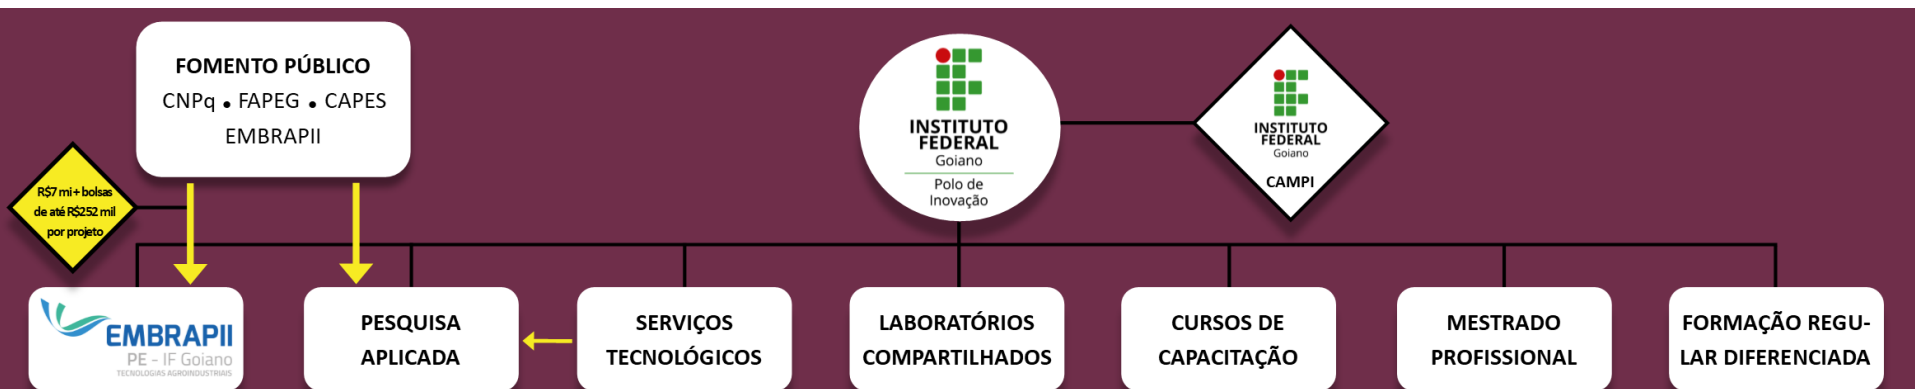 FOMENTO PÚBLICO
CNPq • FAPEG • CAPES
EMBRAPII
R$7 mi + bolsas
de até R$252 mil
por projeto
INSTITUTO
FEDERAL
Goiano
Polo de
Inovação
INSTITUTO
FEDERAL
Goiano
CAMPI
EMBRAPII
PE - IF Goiano
TECNOLOGIAS AGROINDUSTRIAIS
PESQUISA
APLICADA
SERVIÇOS
TECNOLÓGICOS
LABORATÓRIOS
COMPARTILHADOS
CURSOS DE
CAPACITAÇÃO
MESTRADO
PROFISSIONAL
FORMAÇÃO REGU-
LAR DIFERENCIADA